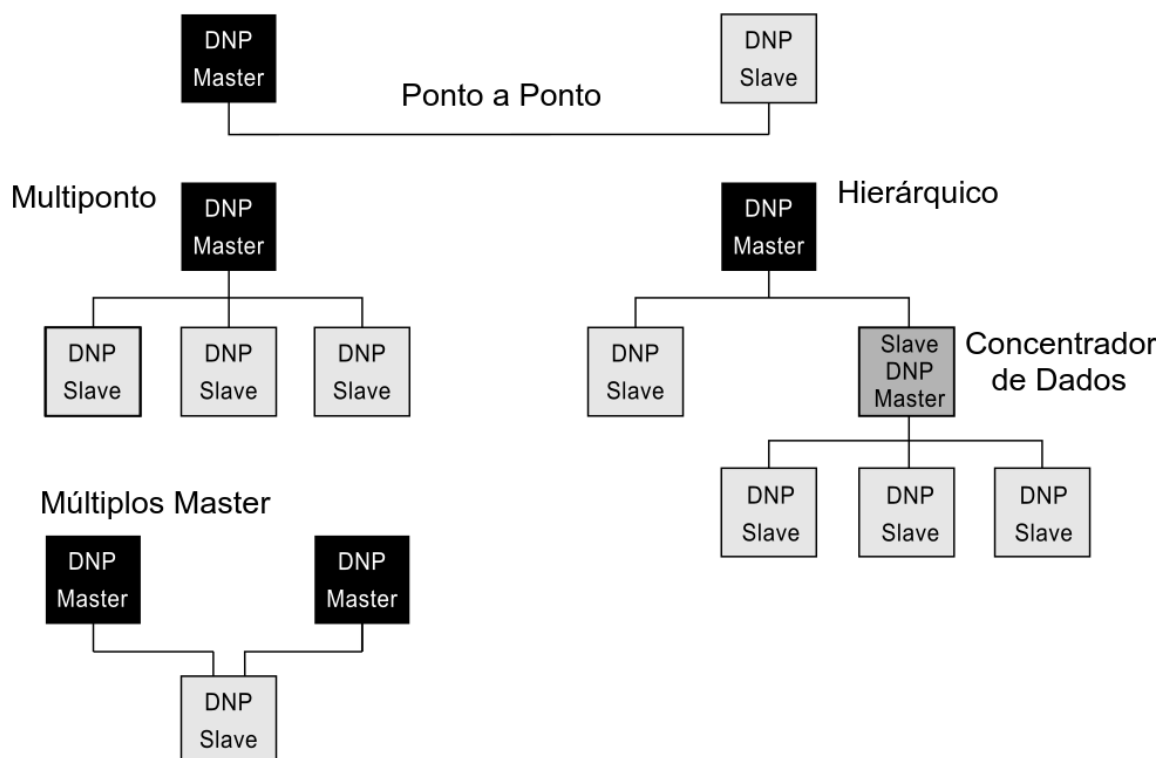 DNP
Master
Ponto a Ponto
DNP
Slave
Multiponto
DNP
Master
DNP
Slave
DNP
Slave
DNP
Slave
Hierárquico
DNP
Master
DNP
Slave
Slave
DNP
Master
Concentrador
de Dados
DNP
Slave
DNP
Slave
DNP
Slave
Múltiplos Master
DNP
Master
DNP
Master
DNP
Slave